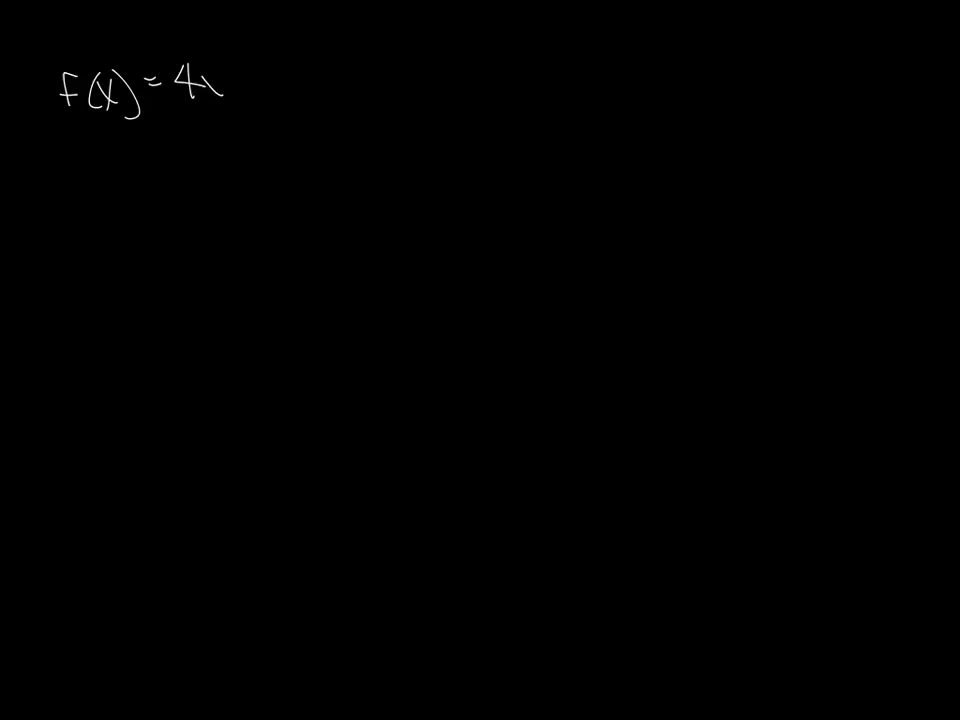 f(x) = 4